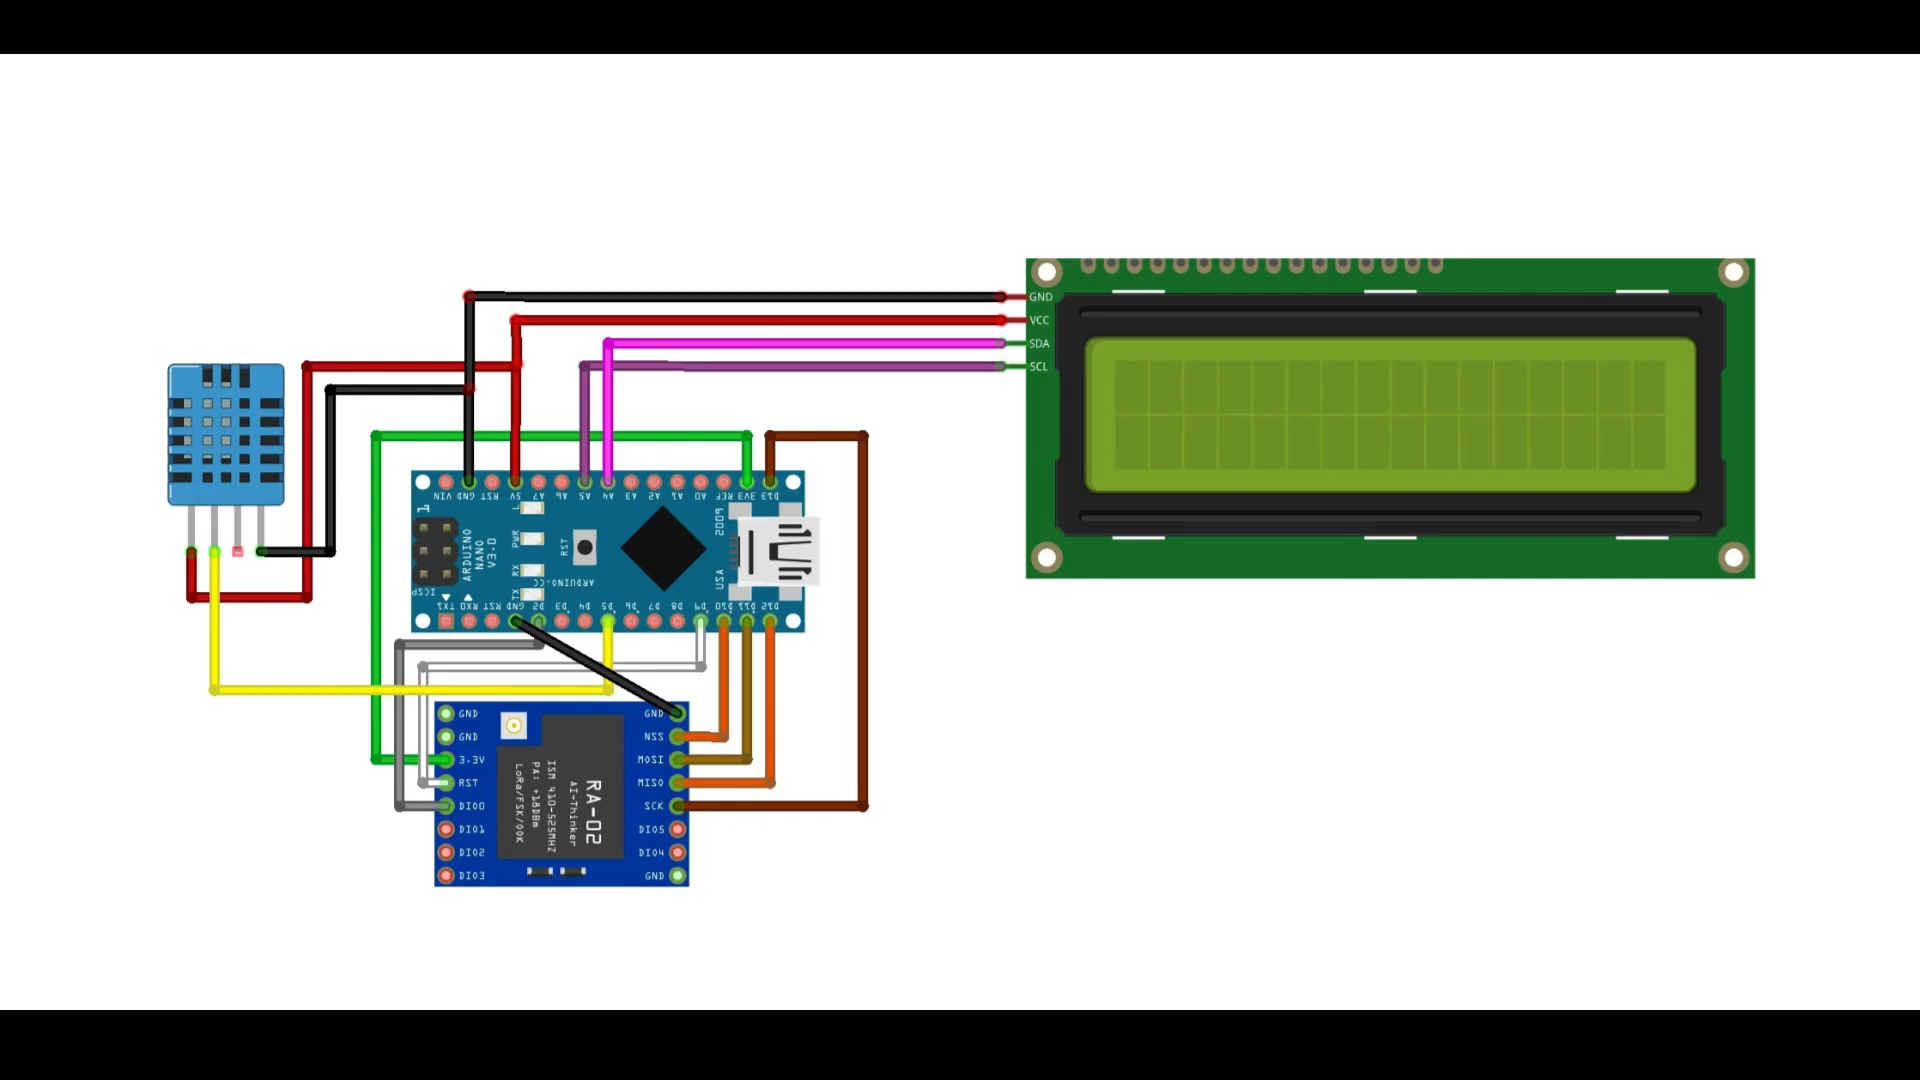 GND
VCC
SDA
SCL
VIN
GND
RST
5V
A7
A6
A5
A4
A3
A2
A1
A0
REF
3V3
D13
1
L
PWR
RX
TX
RST
ARDUINO
NANO
V3.0
ARDUINO.CC
ICSP
USA
2009
TX1
RX0
RST
GND
D2
D3
D4
D5
D6
D7
D8
D9
D10
D11
D12
GND
GND
3.3V
RST
DIO0
DIO1
DIO2
DIO3
RA-02
AI-Thinker
ISM 410-525MHZ
PA: +18DBm
LoRa/FSK/OOK
GND
NSS
MOSI
MISO
SCK
DIO5
DIO4
GND